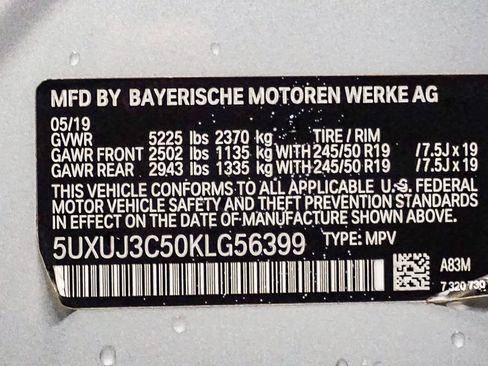 MFD BY BAYERISCHE MOTOREN WERKE AG
05/19
GVWR 5225 lbs 2370 kg TIRE / RIM
GAWR FRONT 2502 lbs 1135 kg WITH 245/50 R19 /7.5J x 19
GAWR REAR 2943 lbs 1335 kg WITH 245/50 R19 /7.5J x 19
THIS VEHICLE CONFORMS TO ALL APPLICABLE U.S. FEDERAL
MOTOR VEHICLE SAFETY AND THEFT PREVENTION STANDARDS
IN EFFECT ON THE DATE OF MANUFACTURE SHOWN ABOVE.
5UXUJ3C50KLG56399 TYPE: MPV
A83M
7 320 730